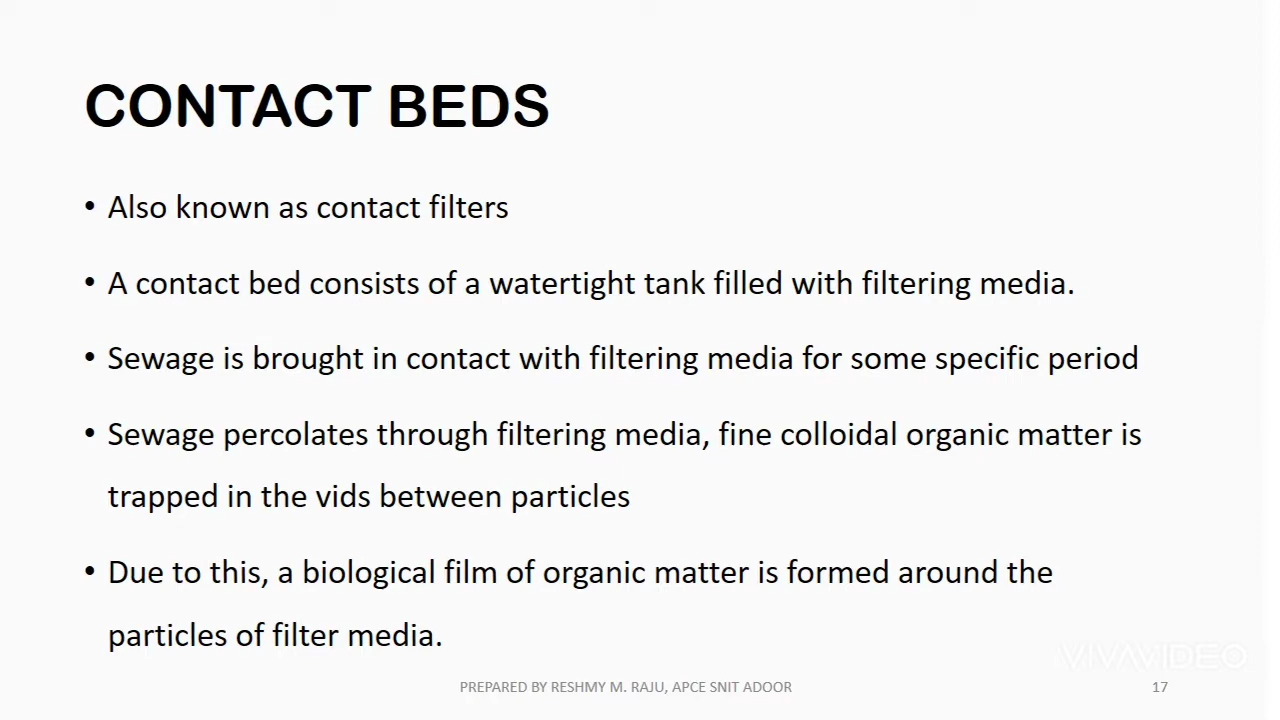 CONTACT BEDS
• Also known as contact filters
• A contact bed consists of a watertight tank filled with filtering media.
• Sewage is brought in contact with filtering media for some specific period
• Sewage percolates through filtering media, fine colloidal organic matter is
trapped in the vids between particles
• Due to this, a biological film of organic matter is formed around the
particles of filter media.
VIVAVIDEO
PREPARED BY RESHMY M. RAJU, APCE SNIT ADOOR
17